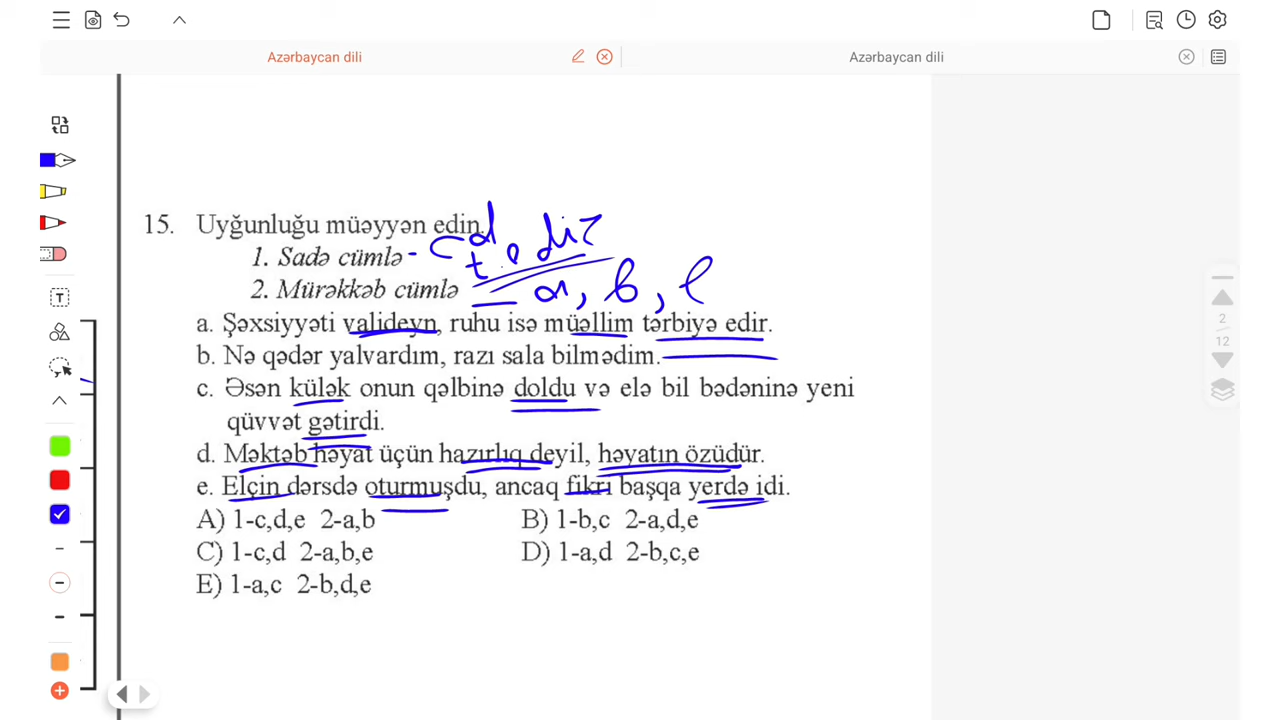 Azərbaycan dili
Azərbaycan dili
15. Uyğunluğu müəyyən edin.
1. Sadə cümlə - c d düz
2. Mürəkkəb cümlə – a, b, e
a. Şəxsiyyəti valideyn, ruhu isə müəllim tərbiyə edir.
b. Nə qədər yalvardım, razı sala bilmədim.
c. Əsən külək onun qəlbinə doldu və elə bil bədəninə yeni
qüvvət gətirdi.
d. Məktəb həyat üçün hazırlıq deyil, həyatın özüdür.
e. Elçin dərsdə oturmuşdu, ancaq fikri başqa yerdə idi.
A) 1-c,d,e 2-a,b B) 1-b,c 2-a,d,e
C) 1-c,d 2-a,b,e D) 1-a,d 2-b,c,e
E) 1-a,c 2-b,d,e
2
12